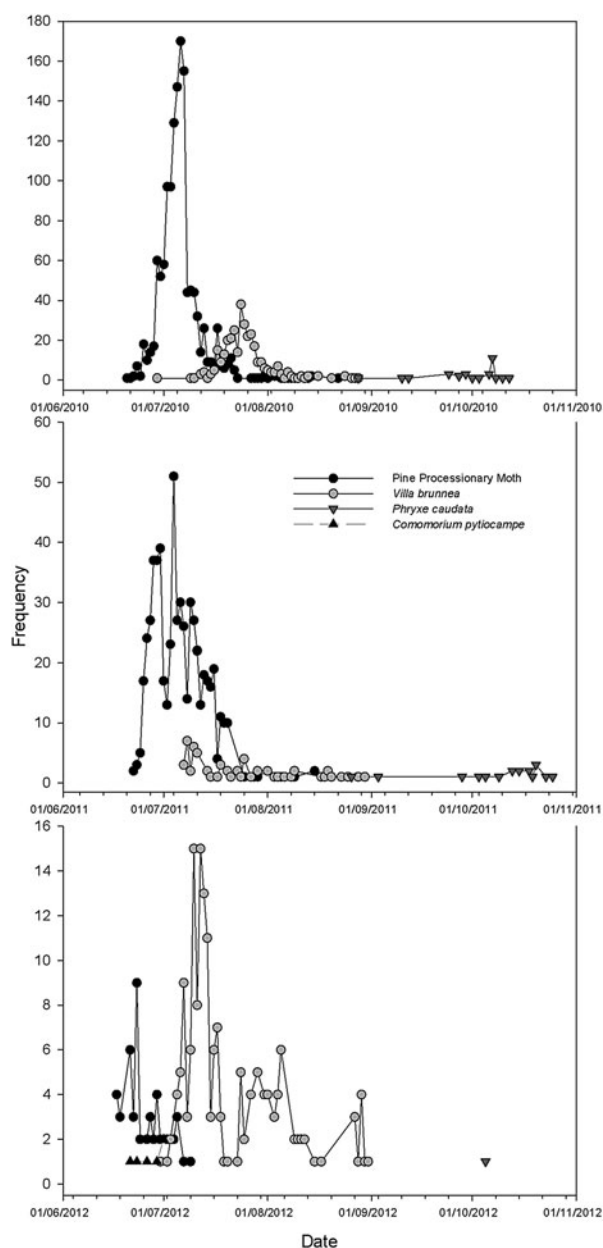 180
160
140
120
100
80
60
40
20
0
01/06/2010 01/07/2010 01/08/2010 01/09/2010 01/10/2010 01/11/2010
60
50
40
30
20
10
0
Pine Processionary Moth
Villa brunnea
Phryxe caudata
Comomorium pytiocampe
Frequency
01/06/2011 01/07/2011 01/08/2011 01/09/2011 01/10/2011 01/11/2011
16
14
12
10
8
6
4
2
0
01/06/2012 01/07/2012 01/08/2012 01/09/2012 01/10/2012 01/11/2012
Date